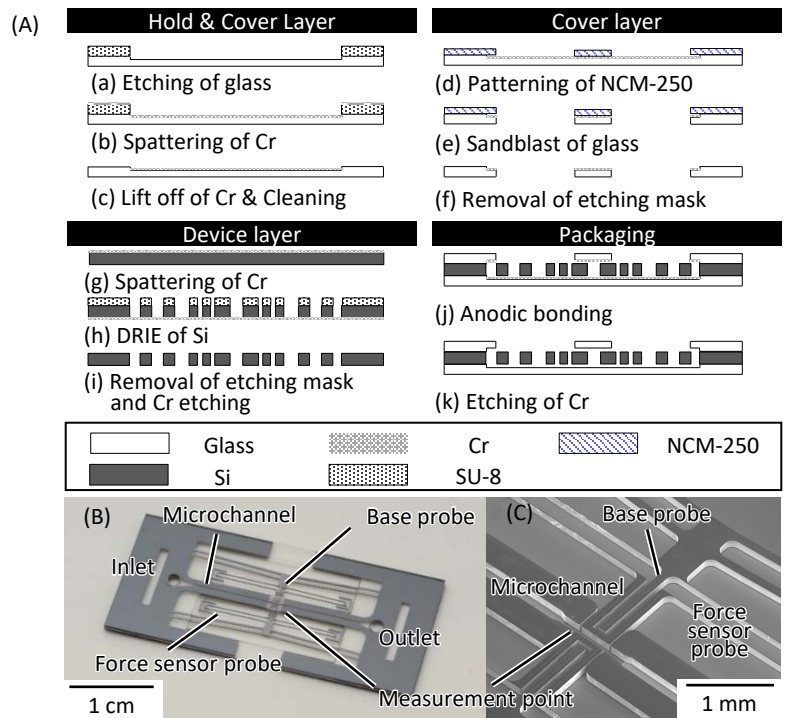 (A)
Hold & Cover Layer
(a) Etching of glass
(b) Spattering of Cr
(c) Lift off of Cr & Cleaning
Cover layer
(d) Patterning of NCM-250
(e) Sandblast of glass
(f) Removal of etching mask
Device layer
(g) Spattering of Cr
(h) DRIE of Si
(i) Removal of etching mask
and Cr etching
Packaging
(j) Anodic bonding
(k) Etching of Cr
Glass
Cr
NCM-250
Si
SU-8
(B)
Microchannel
Base probe
Inlet
Outlet
Force sensor probe
Measurement point
1 cm
(C)
Base probe
Microchannel
Force
sensor
probe
1 mm